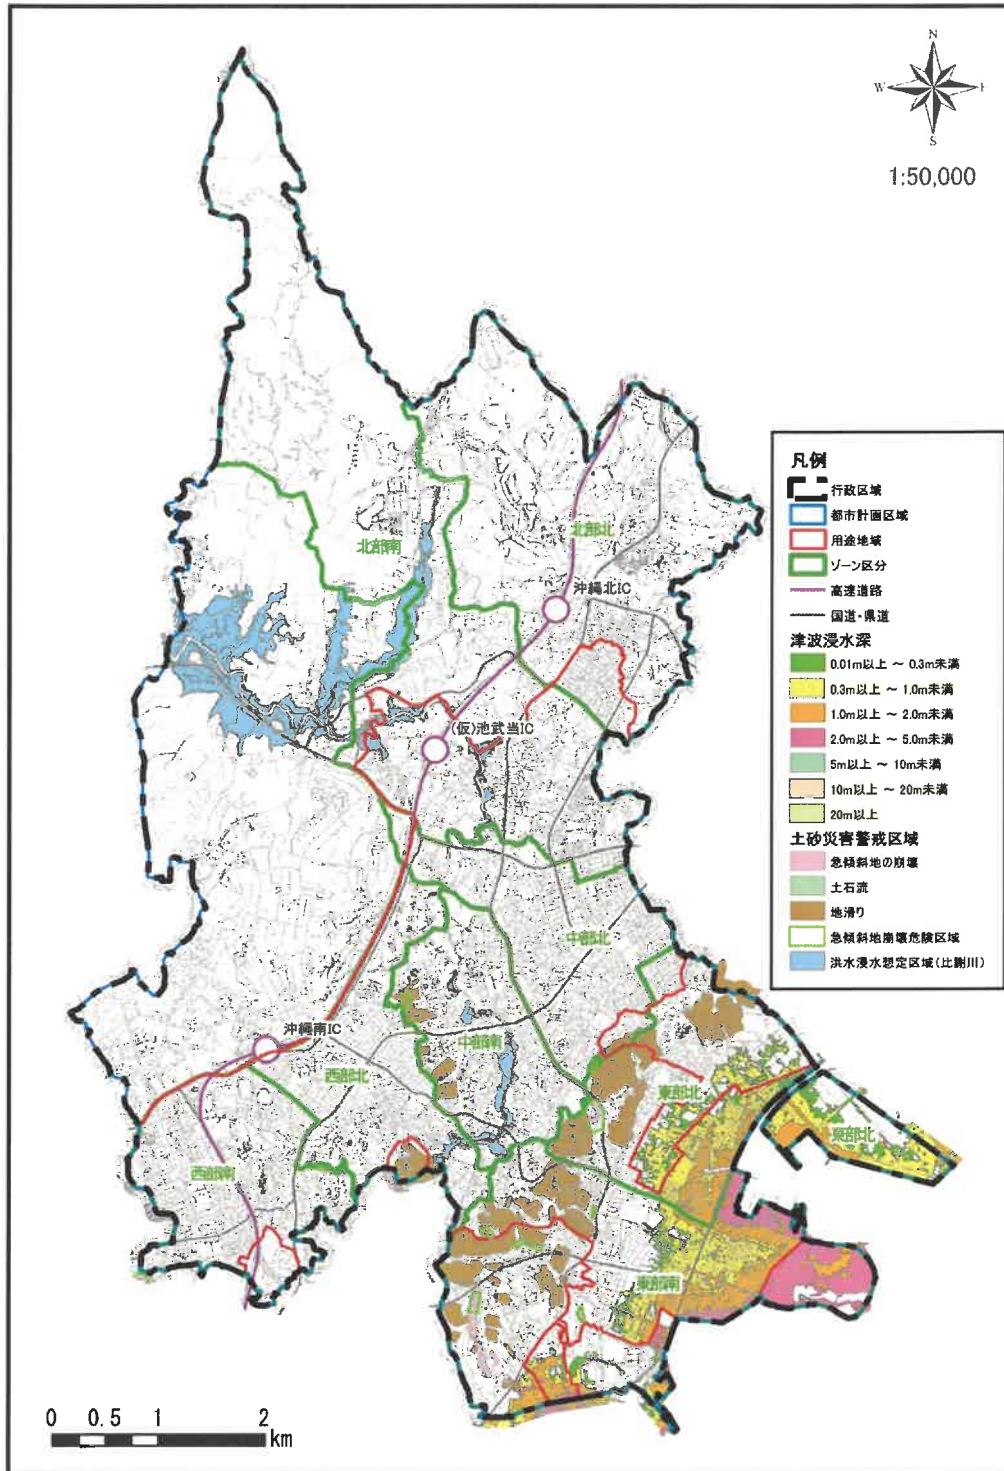 N
W
E
S
1:50,000
凡例
行政区域
都市計画区域
用途地域
ゾーン区分
高速道路
国道・県道
津波浸水深
0.01m以上 ～ 0.3m未満
0.3m以上 ～ 1.0m未満
1.0m以上 ～ 2.0m未満
2.0m以上 ～ 5.0m未満
5m以上 ～ 10m未満
10m以上 ～ 20m未満
20m以上
土砂災害警戒区域
急傾斜地の崩壊
土石流
地滑り
急傾斜地崩壊危険区域
洪水浸水想定区域(比謝川)
北部北
北部南
沖縄北IC
(仮)池武当IC
中部北
沖縄南IC
中部南
西部北
東部北
東部北
西部南
東部南
0 0.5 1 2
km